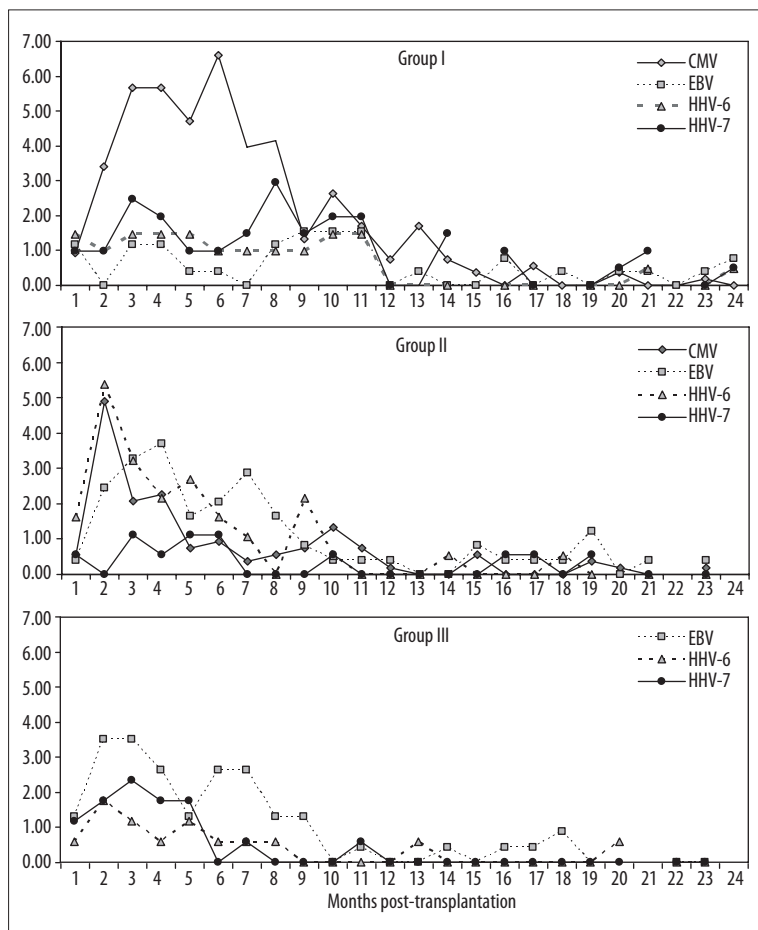 Group I
CMV
EBV
HHV-6
HHV-7
7.00
6.00
5.00
4.00
3.00
2.00
1.00
0.00
1 2 3 4 5 6 7 8 9 10 11 12 13 14 15 16 17 18 19 20 21 22 23 24
Group II
CMV
EBV
HHV-6
HHV-7
7.00
6.00
5.00
4.00
3.00
2.00
1.00
0.00
1 2 3 4 5 6 7 8 9 10 11 12 13 14 15 16 17 18 19 20 21 22 23 24
Group III
EBV
HHV-6
HHV-7
7.00
6.00
5.00
4.00
3.00
2.00
1.00
0.00
1 2 3 4 5 6 7 8 9 10 11 12 13 14 15 16 17 18 19 20 21 22 23 24
Months post-transplantation